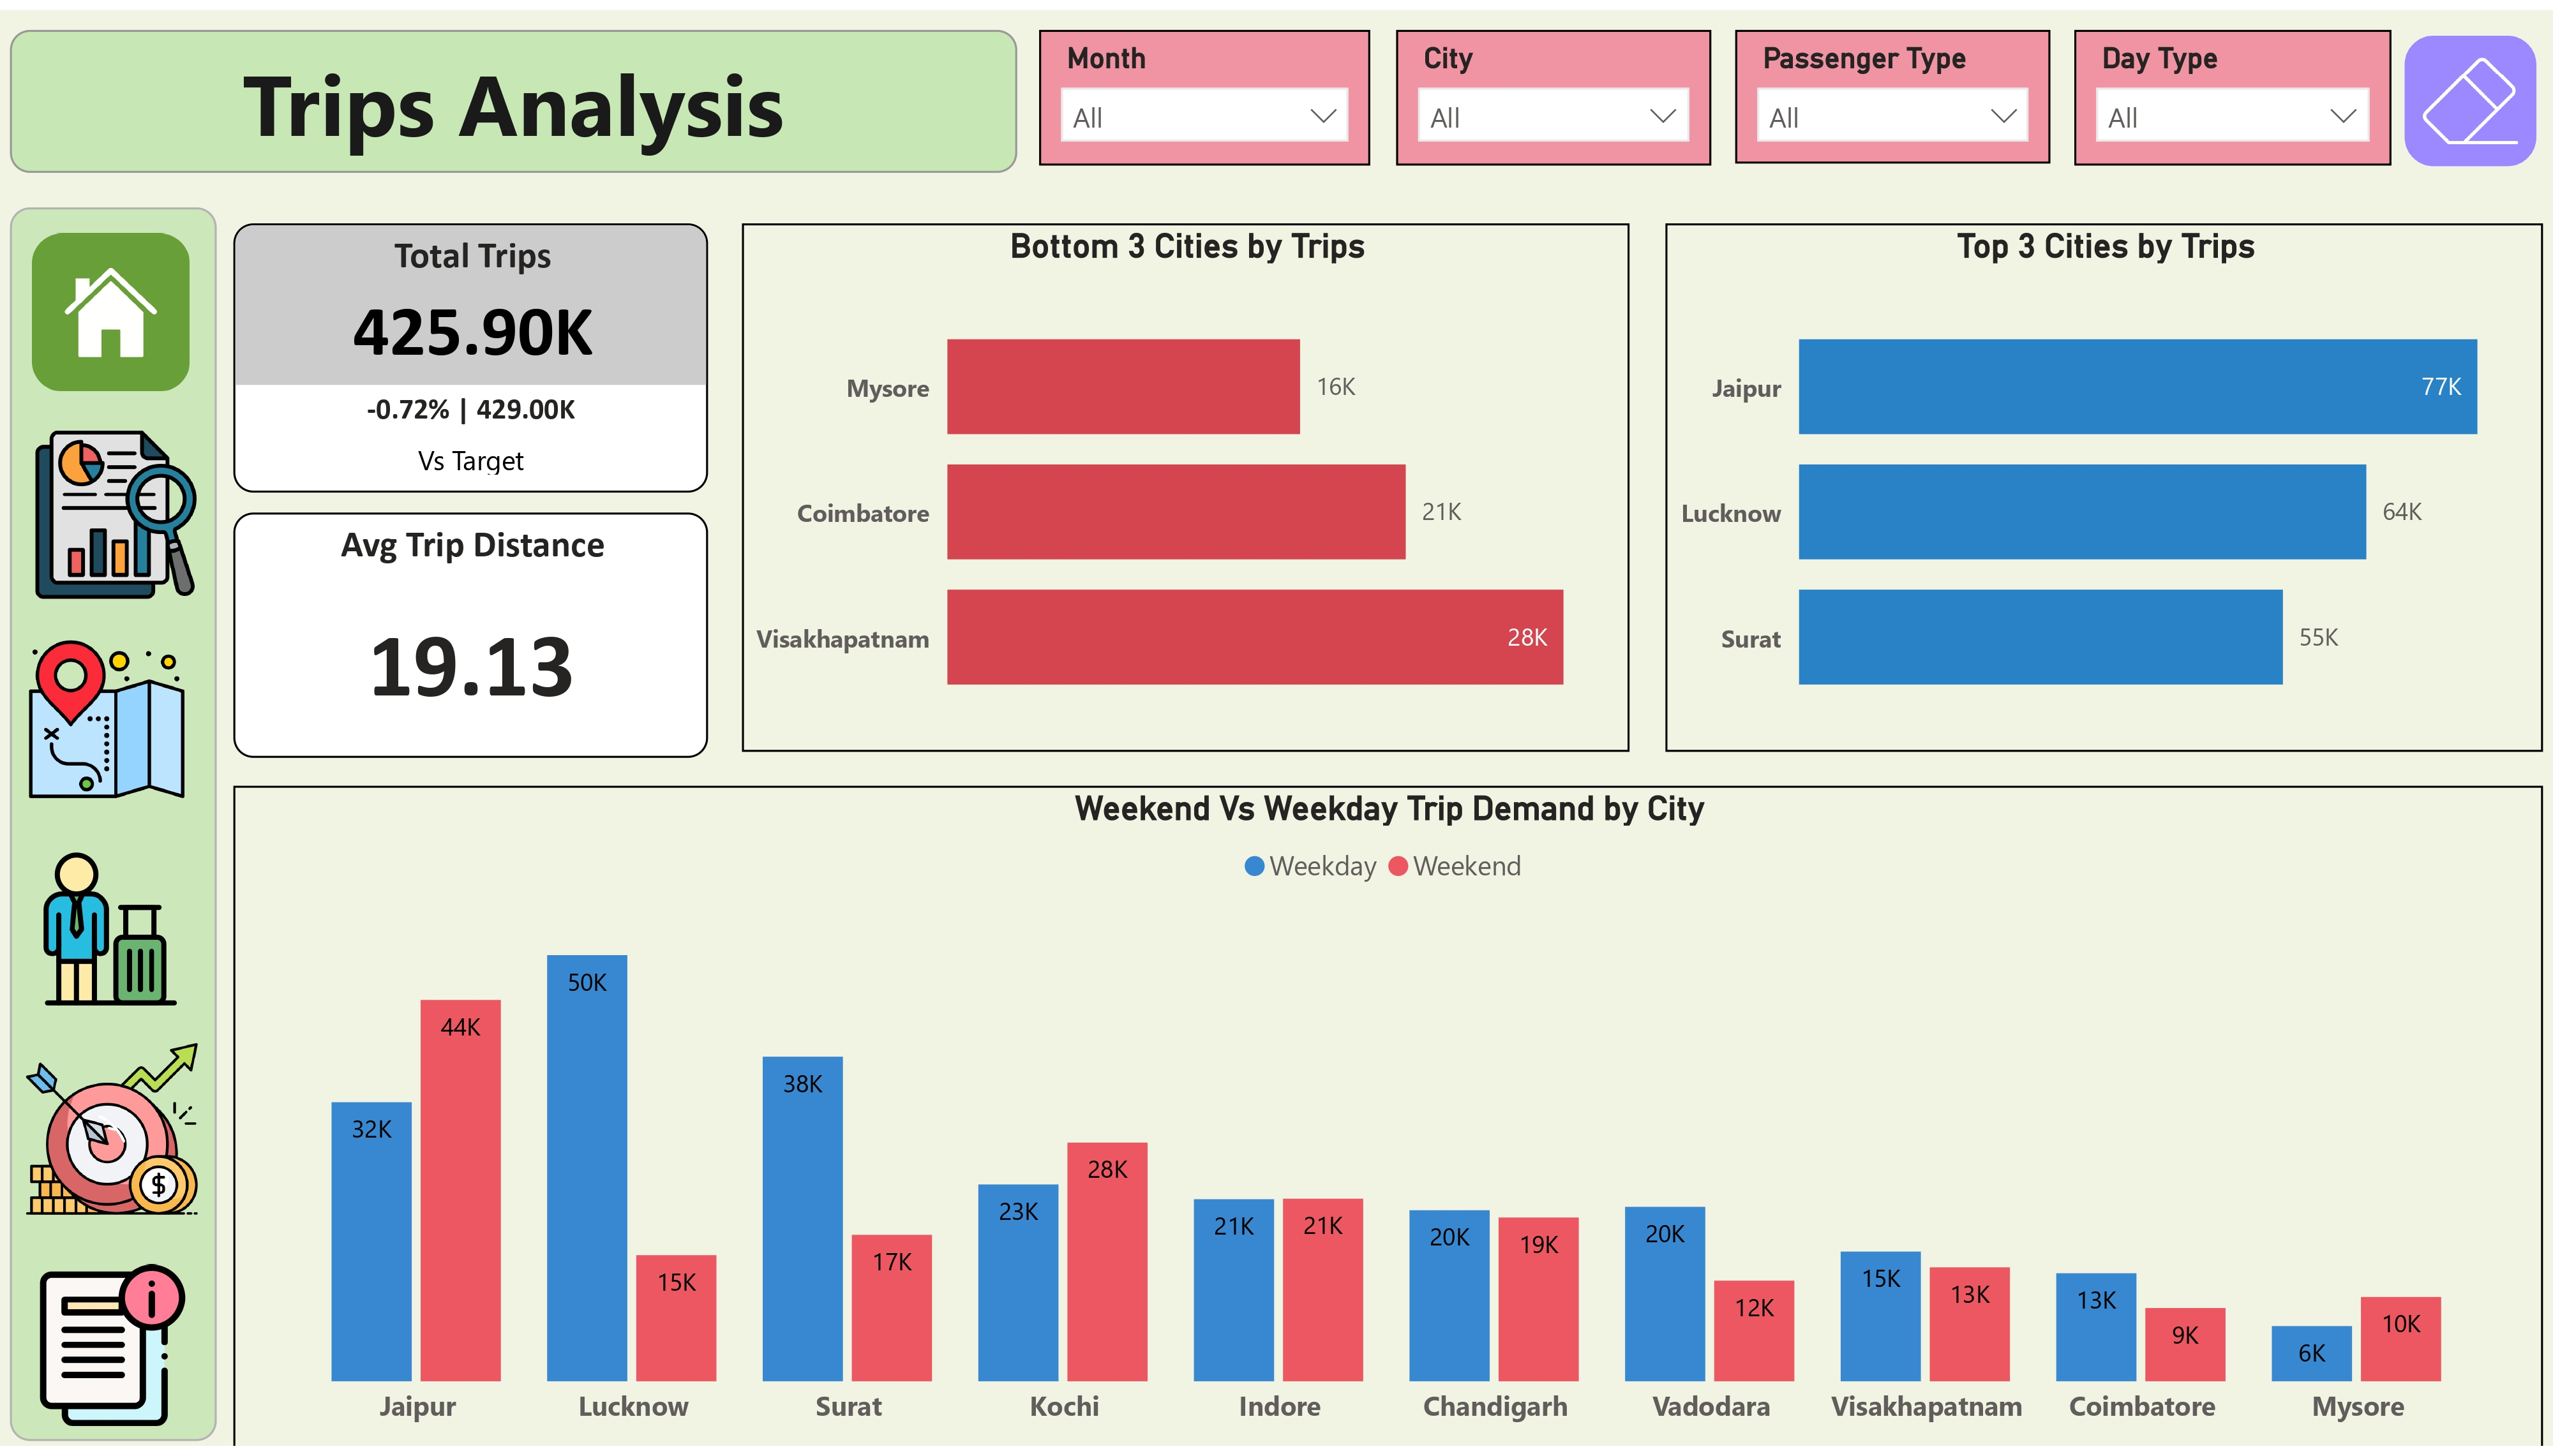 Trips Analysis
Month
All
City
All
Passenger Type
All
Day Type
All
Total Trips
425.90K
-0.72% | 429.00K
Vs Target
Avg Trip Distance
19.13
Bottom 3 Cities by Trips
Mysore 16K
Coimbatore 21K
Visakhapatnam 28K
Top 3 Cities by Trips
Jaipur 77K
Lucknow 64K
Surat 55K
Weekend Vs Weekday Trip Demand by City
Weekday Weekend
32K 44K 50K 15K 38K 17K 23K 28K 21K 21K 20K 19K 20K 12K 15K 13K 13K 9K 6K 10K
Jaipur Lucknow Surat Kochi Indore Chandigarh Vadodara Visakhapatnam Coimbatore Mysore
$
i